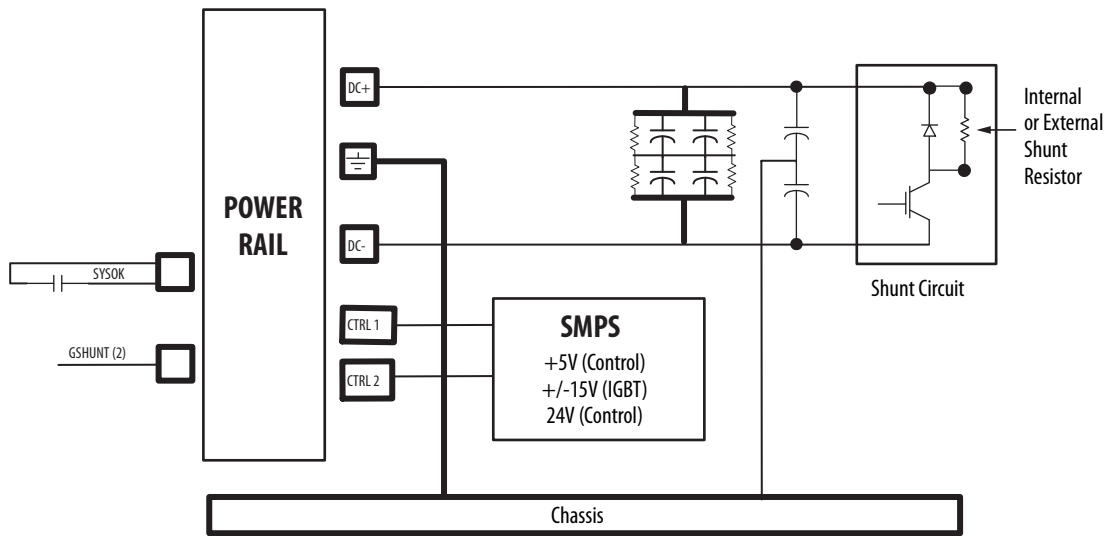 POWER
RAIL
DC+
DC-
SYSOK
GSHUNT (2)
CTRL 1
CTRL 2
SMPS
+5V (Control)
+/-15V (IGBT)
24V (Control)
Internal
or External
Shunt
Resistor
Shunt Circuit
Chassis